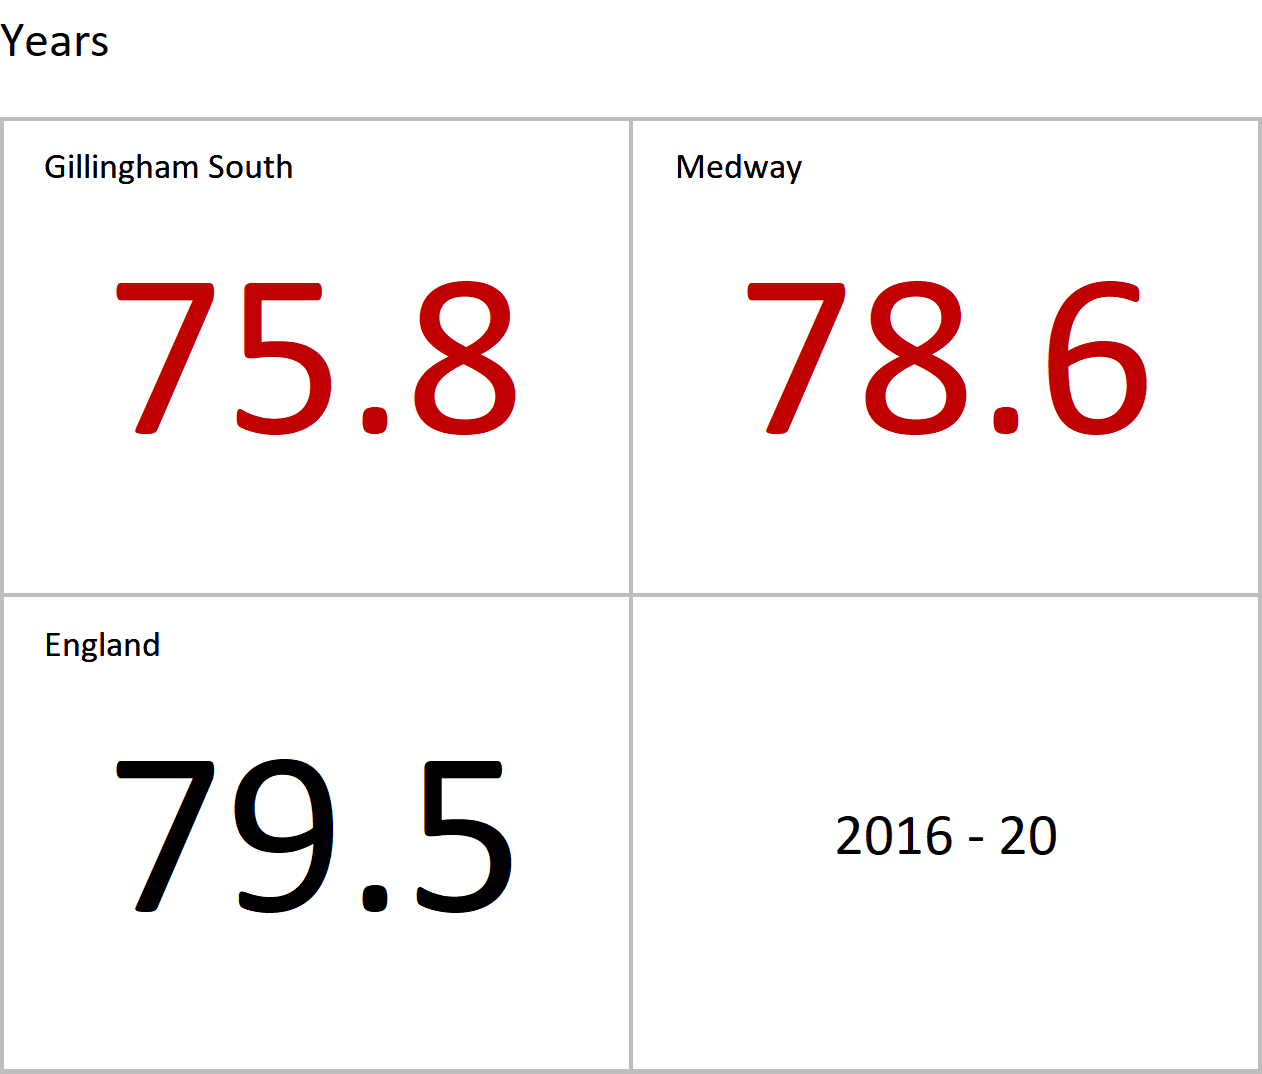 Years
Gillingham South
75.8
Medway
78.6
England
79.5
2016 - 20